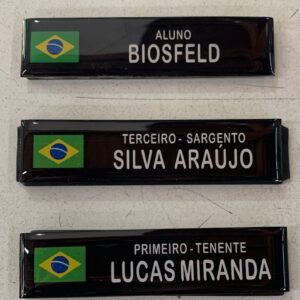 ALUNO
BIOSFELD
TERCEIRO - SARGENTO
SILVA ARAÚJO
PRIMEIRO - TENENTE
LUCAS MIRANDA